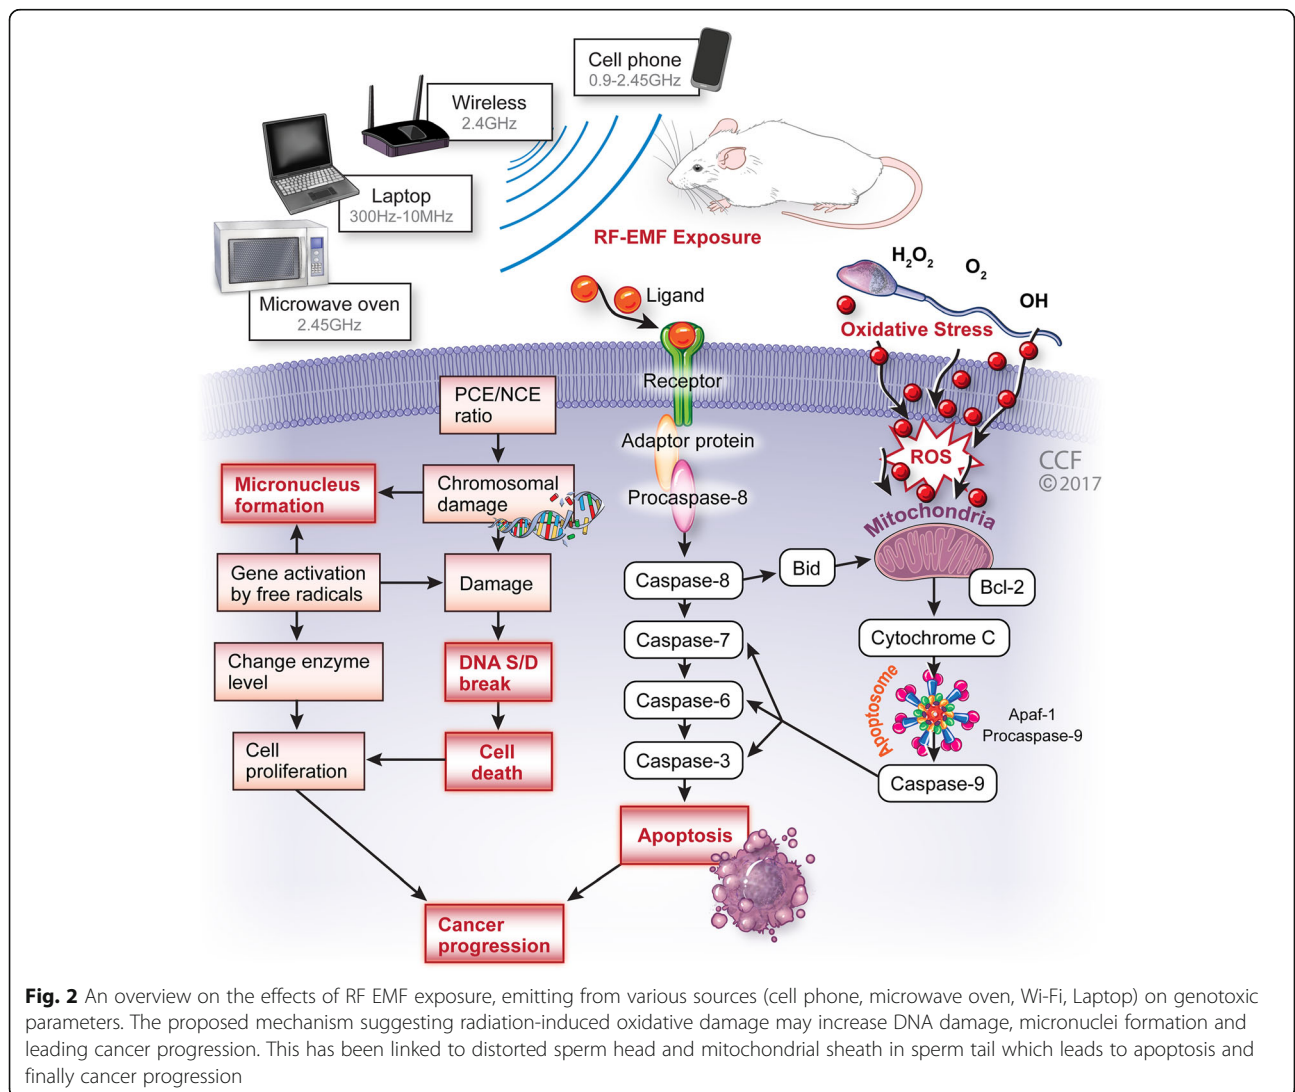 Cell phone
0.9-2.45GHz
Wireless
2.4GHz
Laptop
300Hz-10MHz
Microwave oven
2.45GHz
RF-EMF Exposure
Ligand
Receptor
Adaptor protein
Procaspase-8
H2O2
O2
OH
Oxidative Stress
ROS
CCF
©2017
Mitochondria
PCE/NCE
ratio
Micronucleus
formation
Chromosomal
damage
Gene activation
by free radicals
Damage
Change enzyme
level
DNA S/D
break
Cell
proliferation
Cell
death
Caspase-8
Bid
Bcl-2
Caspase-7
Cytochrome C
Caspase-6
Apoptosome
Apaf-1
Procaspase-9
Caspase-3
Caspase-9
Apoptosis
Cancer
progression
Fig. 2 An overview on the effects of RF EMF exposure, emitting from various sources (cell phone, microwave oven, Wi-Fi, Laptop) on genotoxic
parameters. The proposed mechanism suggesting radiation-induced oxidative damage may increase DNA damage, micronuclei formation and
leading cancer progression. This has been linked to distorted sperm head and mitochondrial sheath in sperm tail which leads to apoptosis and
finally cancer progression